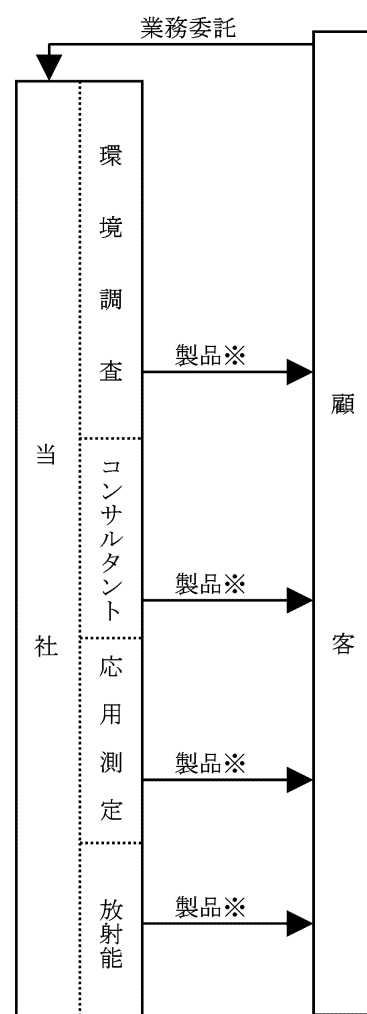 業務委託
当社
環境調査
製品※
コンサルタント
製品※
応用測定
製品※
放射能
製品※
顧客